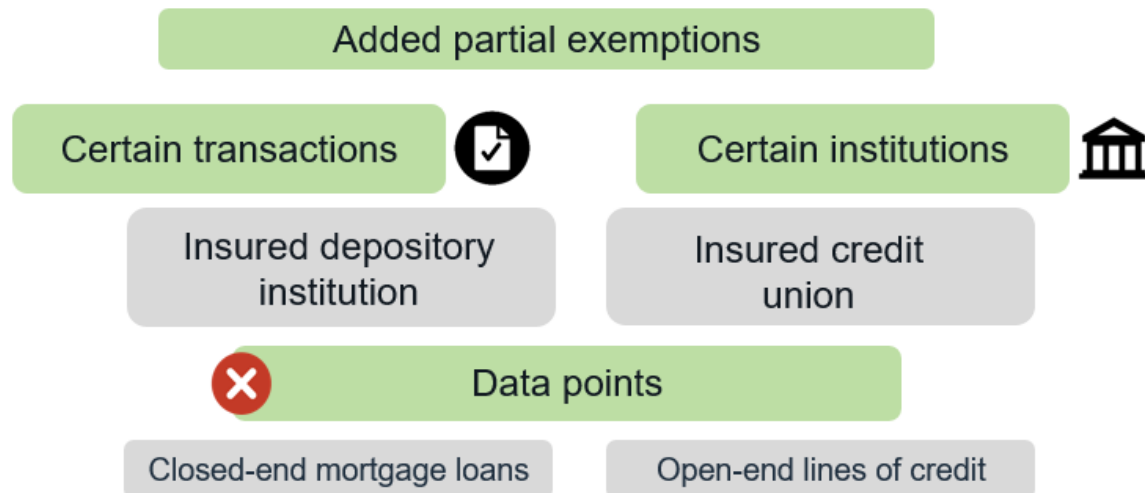 Added partial exemptions
Certain transactions
Certain institutions
Insured depository
institution
Insured credit
union
Data points
Closed-end mortgage loans
Open-end lines of credit